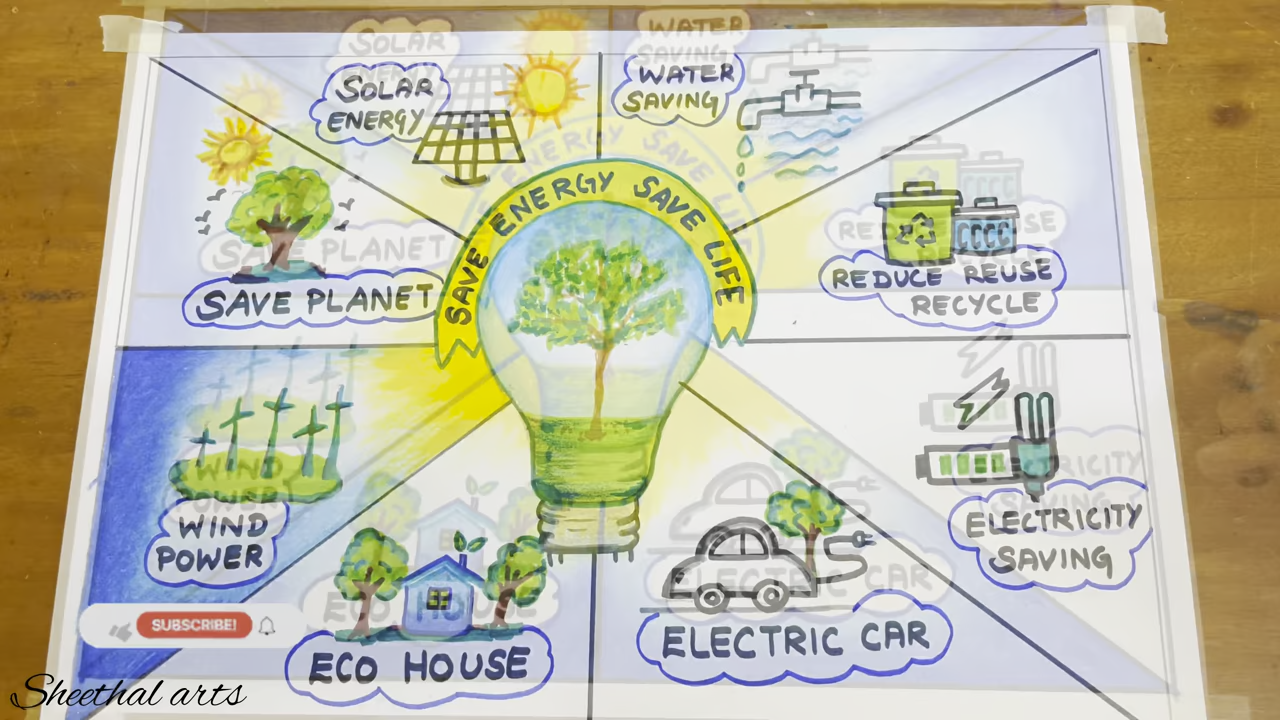 SOLAR
ENERGY
WATER
SAVING
SAVE ENERGY SAVE LIFE
SAVE PLANET
REDUCE REUSE
RECYCLE
WIND
POWER
ELECTRICITY
SAVING
ECO HOUSE
ELECTRIC CAR
SUBSCRIBE!
Sheethal arts